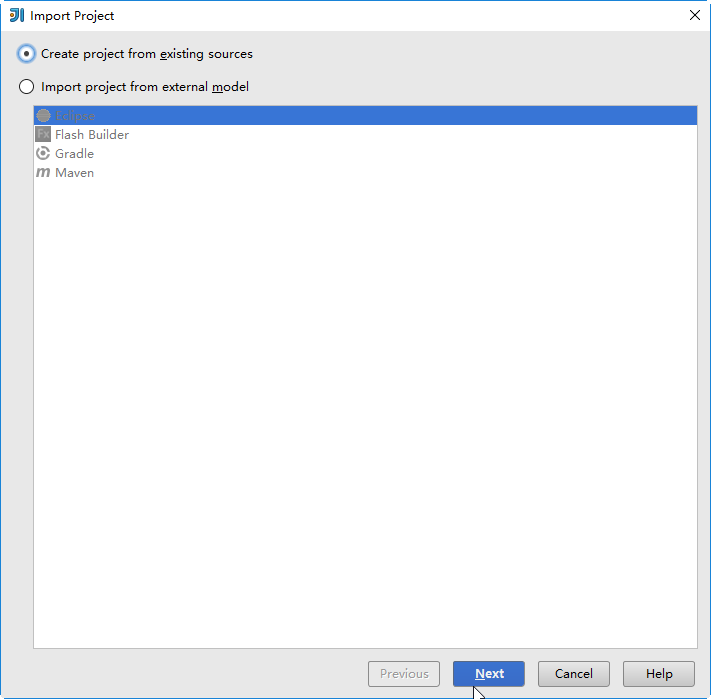 Import Project
Create project from existing sources
Import project from external model
Eclipse
Fx Flash Builder
Gradle
m Maven
Previous Next Cancel Help